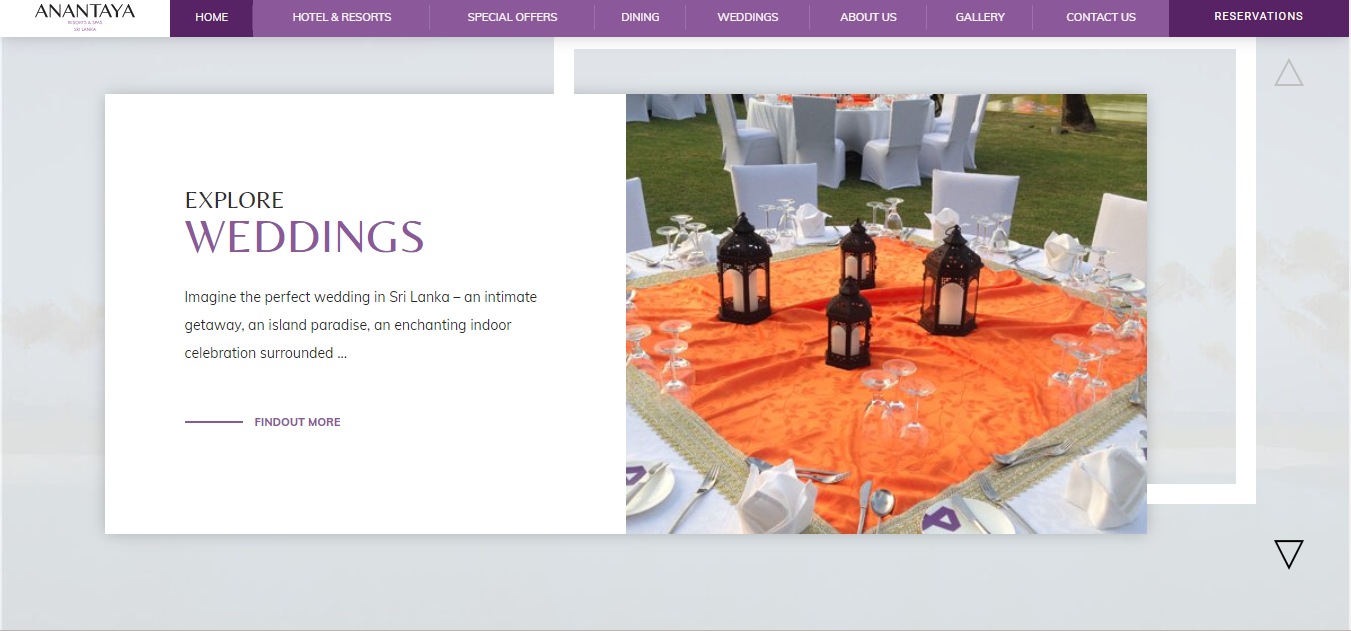 ANANTAYA
RESORTS & SPAS
SRI LANKA
HOME
HOTEL & RESORTS
SPECIAL OFFERS
DINING
WEDDINGS
ABOUT US
GALLERY
CONTACT US
RESERVATIONS
EXPLORE
WEDDINGS
Imagine the perfect wedding in Sri Lanka – an intimate
getaway, an island paradise, an enchanting indoor
celebration surrounded ...
FINDOUT MORE